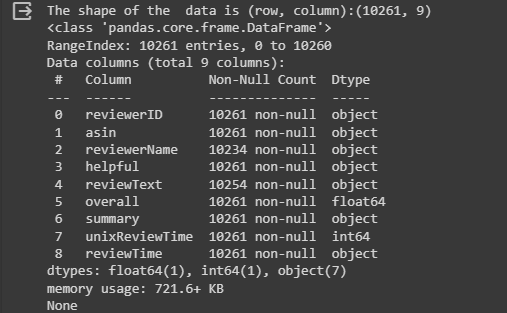 The shape of the  data is (row, column):(10261, 9)
<class 'pandas.core.frame.DataFrame'>
RangeIndex: 10261 entries, 0 to 10260
Data columns (total 9 columns):
 #   Column          Non-Null Count  Dtype
---  ------          --------------  -----
 0   reviewerID      10261 non-null  object
 1   asin            10261 non-null  object
 2   reviewerName    10234 non-null  object
 3   helpful         10261 non-null  object
 4   reviewText      10254 non-null  object
 5   overall         10261 non-null  float64
 6   summary         10261 non-null  object
 7   unixReviewTime  10261 non-null  int64
 8   reviewTime      10261 non-null  object
dtypes: float64(1), int64(1), object(7)
memory usage: 721.6+ KB
None